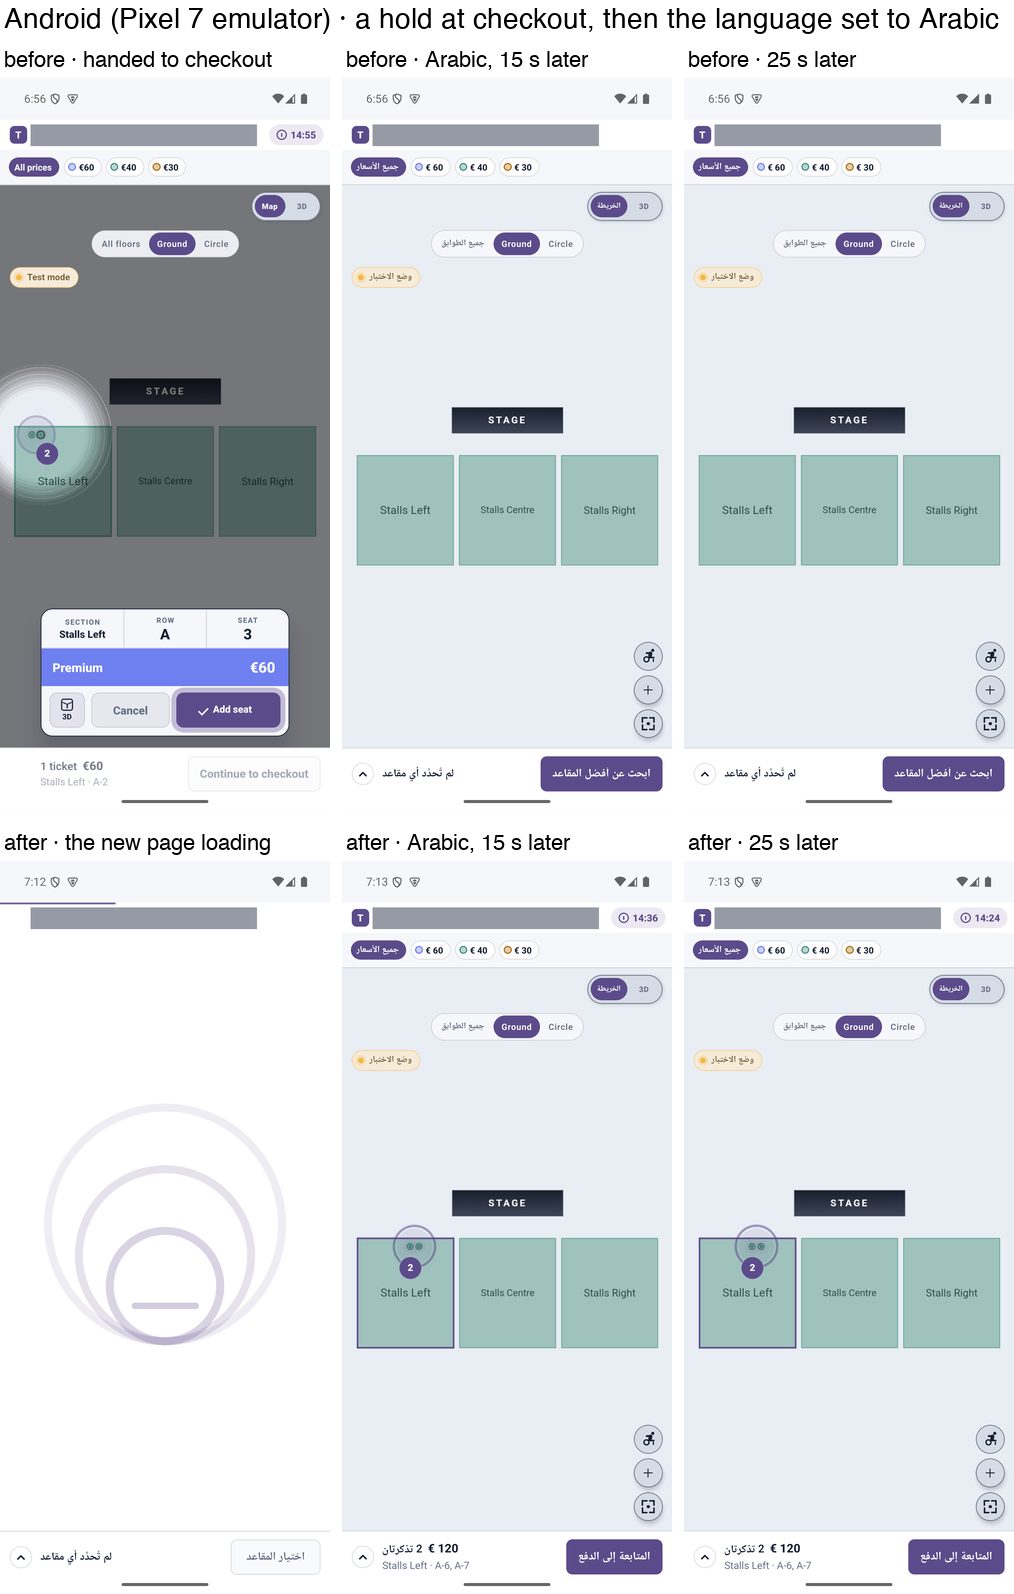 Android (Pixel 7 emulator) · a hold at checkout, then the language set to Arabic
before · handed to checkout
6:56
T
14:55
All prices
€60
€40
€30
Map
3D
All floors
Ground
Circle
Test mode
STAGE
2
Stalls Left
Stalls Centre
Stalls Right
SECTION
Stalls Left
ROW
A
SEAT
3
Premium
€60
3D
Cancel
Add seat
1 ticket €60
Stalls Left · A-2
Continue to checkout
before · Arabic, 15 s later
6:56
T
جميع الأسعار
€ 60
€ 40
€ 30
الخريطة
3D
جميع الطوابق
Ground
Circle
وضع الاختبار
STAGE
Stalls Left
Stalls Centre
Stalls Right
لم تُحدَّد أي مقاعد
ابحث عن أفضل المقاعد
before · 25 s later
6:56
T
جميع الأسعار
€ 60
€ 40
€ 30
الخريطة
3D
جميع الطوابق
Ground
Circle
وضع الاختبار
STAGE
Stalls Left
Stalls Centre
Stalls Right
لم تُحدَّد أي مقاعد
ابحث عن أفضل المقاعد
after · the new page loading
7:12
لم تُحدَّد أي مقاعد
اختيار المقاعد
after · Arabic, 15 s later
7:13
T
14:36
جميع الأسعار
€ 60
€ 40
€ 30
الخريطة
3D
جميع الطوابق
Ground
Circle
وضع الاختبار
STAGE
2
Stalls Left
Stalls Centre
Stalls Right
2 تذكرتان € 120
Stalls Left · A-6, A-7
المتابعة إلى الدفع
after · 25 s later
7:13
T
14:24
جميع الأسعار
€ 60
€ 40
€ 30
الخريطة
3D
جميع الطوابق
Ground
Circle
وضع الاختبار
STAGE
2
Stalls Left
Stalls Centre
Stalls Right
2 تذكرتان € 120
Stalls Left · A-6, A-7
المتابعة إلى الدفع